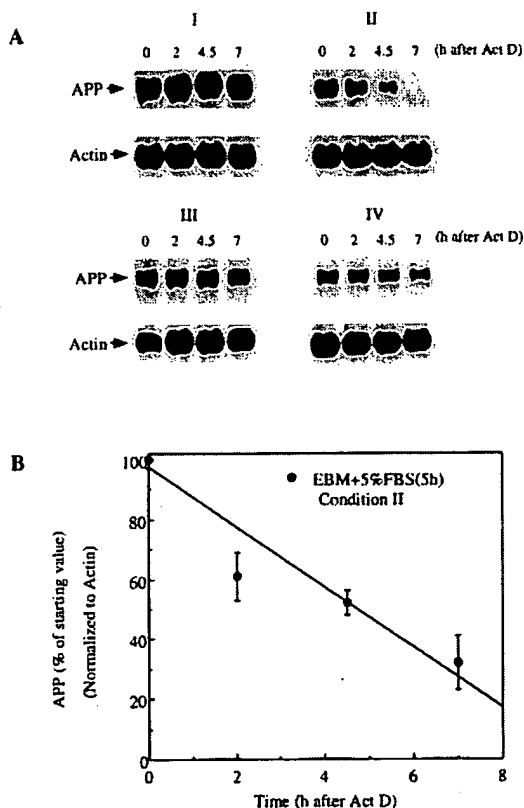 A
I II
0 2 4.5 7 0 2 4.5 7 (h after Act D)
APP
Actin
III IV
0 2 4.5 7 0 2 4.5 7 (h after Act D)
APP
Actin
B
EBM+5%FBS(5h)
Condition II
APP (% of starting value)
(Normalized to Actin)
100
80
60
40
20
0
0 2 4 6 8
Time (h after Act D)